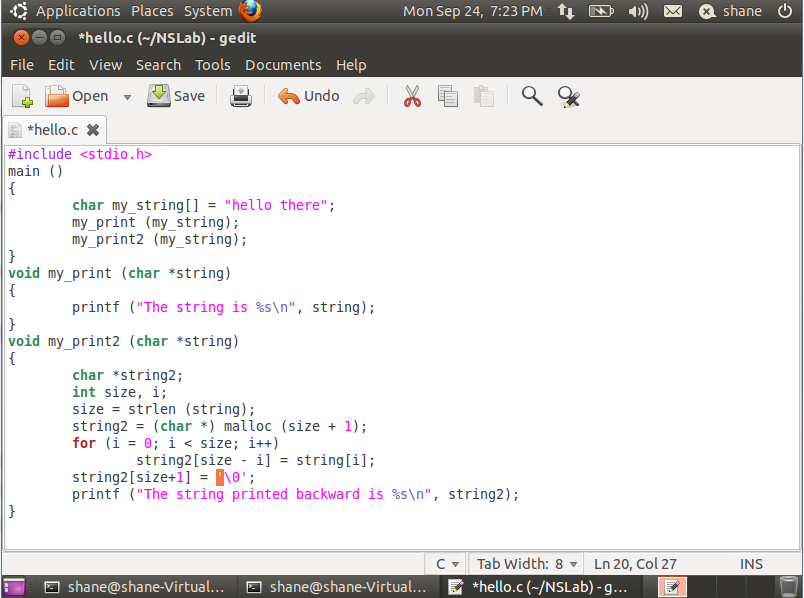 Applications Places System Mon Sep 24, 7:23 PM shane
*hello.c (~/NSLab) - gedit
File Edit View Search Tools Documents Help
Open Save Undo
*hello.c
#include <stdio.h>
main ()
{
        char my_string[] = "hello there";
        my_print (my_string);
        my_print2 (my_string);
}
void my_print (char *string)
{
        printf ("The string is %s\n", string);
}
void my_print2 (char *string)
{
        char *string2;
        int size, i;
        size = strlen (string);
        string2 = (char *) malloc (size + 1);
        for (i = 0; i < size; i++)
                string2[size - i] = string[i];
        string2[size+1] = '\0';
        printf ("The string printed backward is %s\n", string2);
}
C Tab Width: 8 Ln 20, Col 27 INS
shane@shane-Virtual... shane@shane-Virtual... *hello.c (~/NSLab) - g...